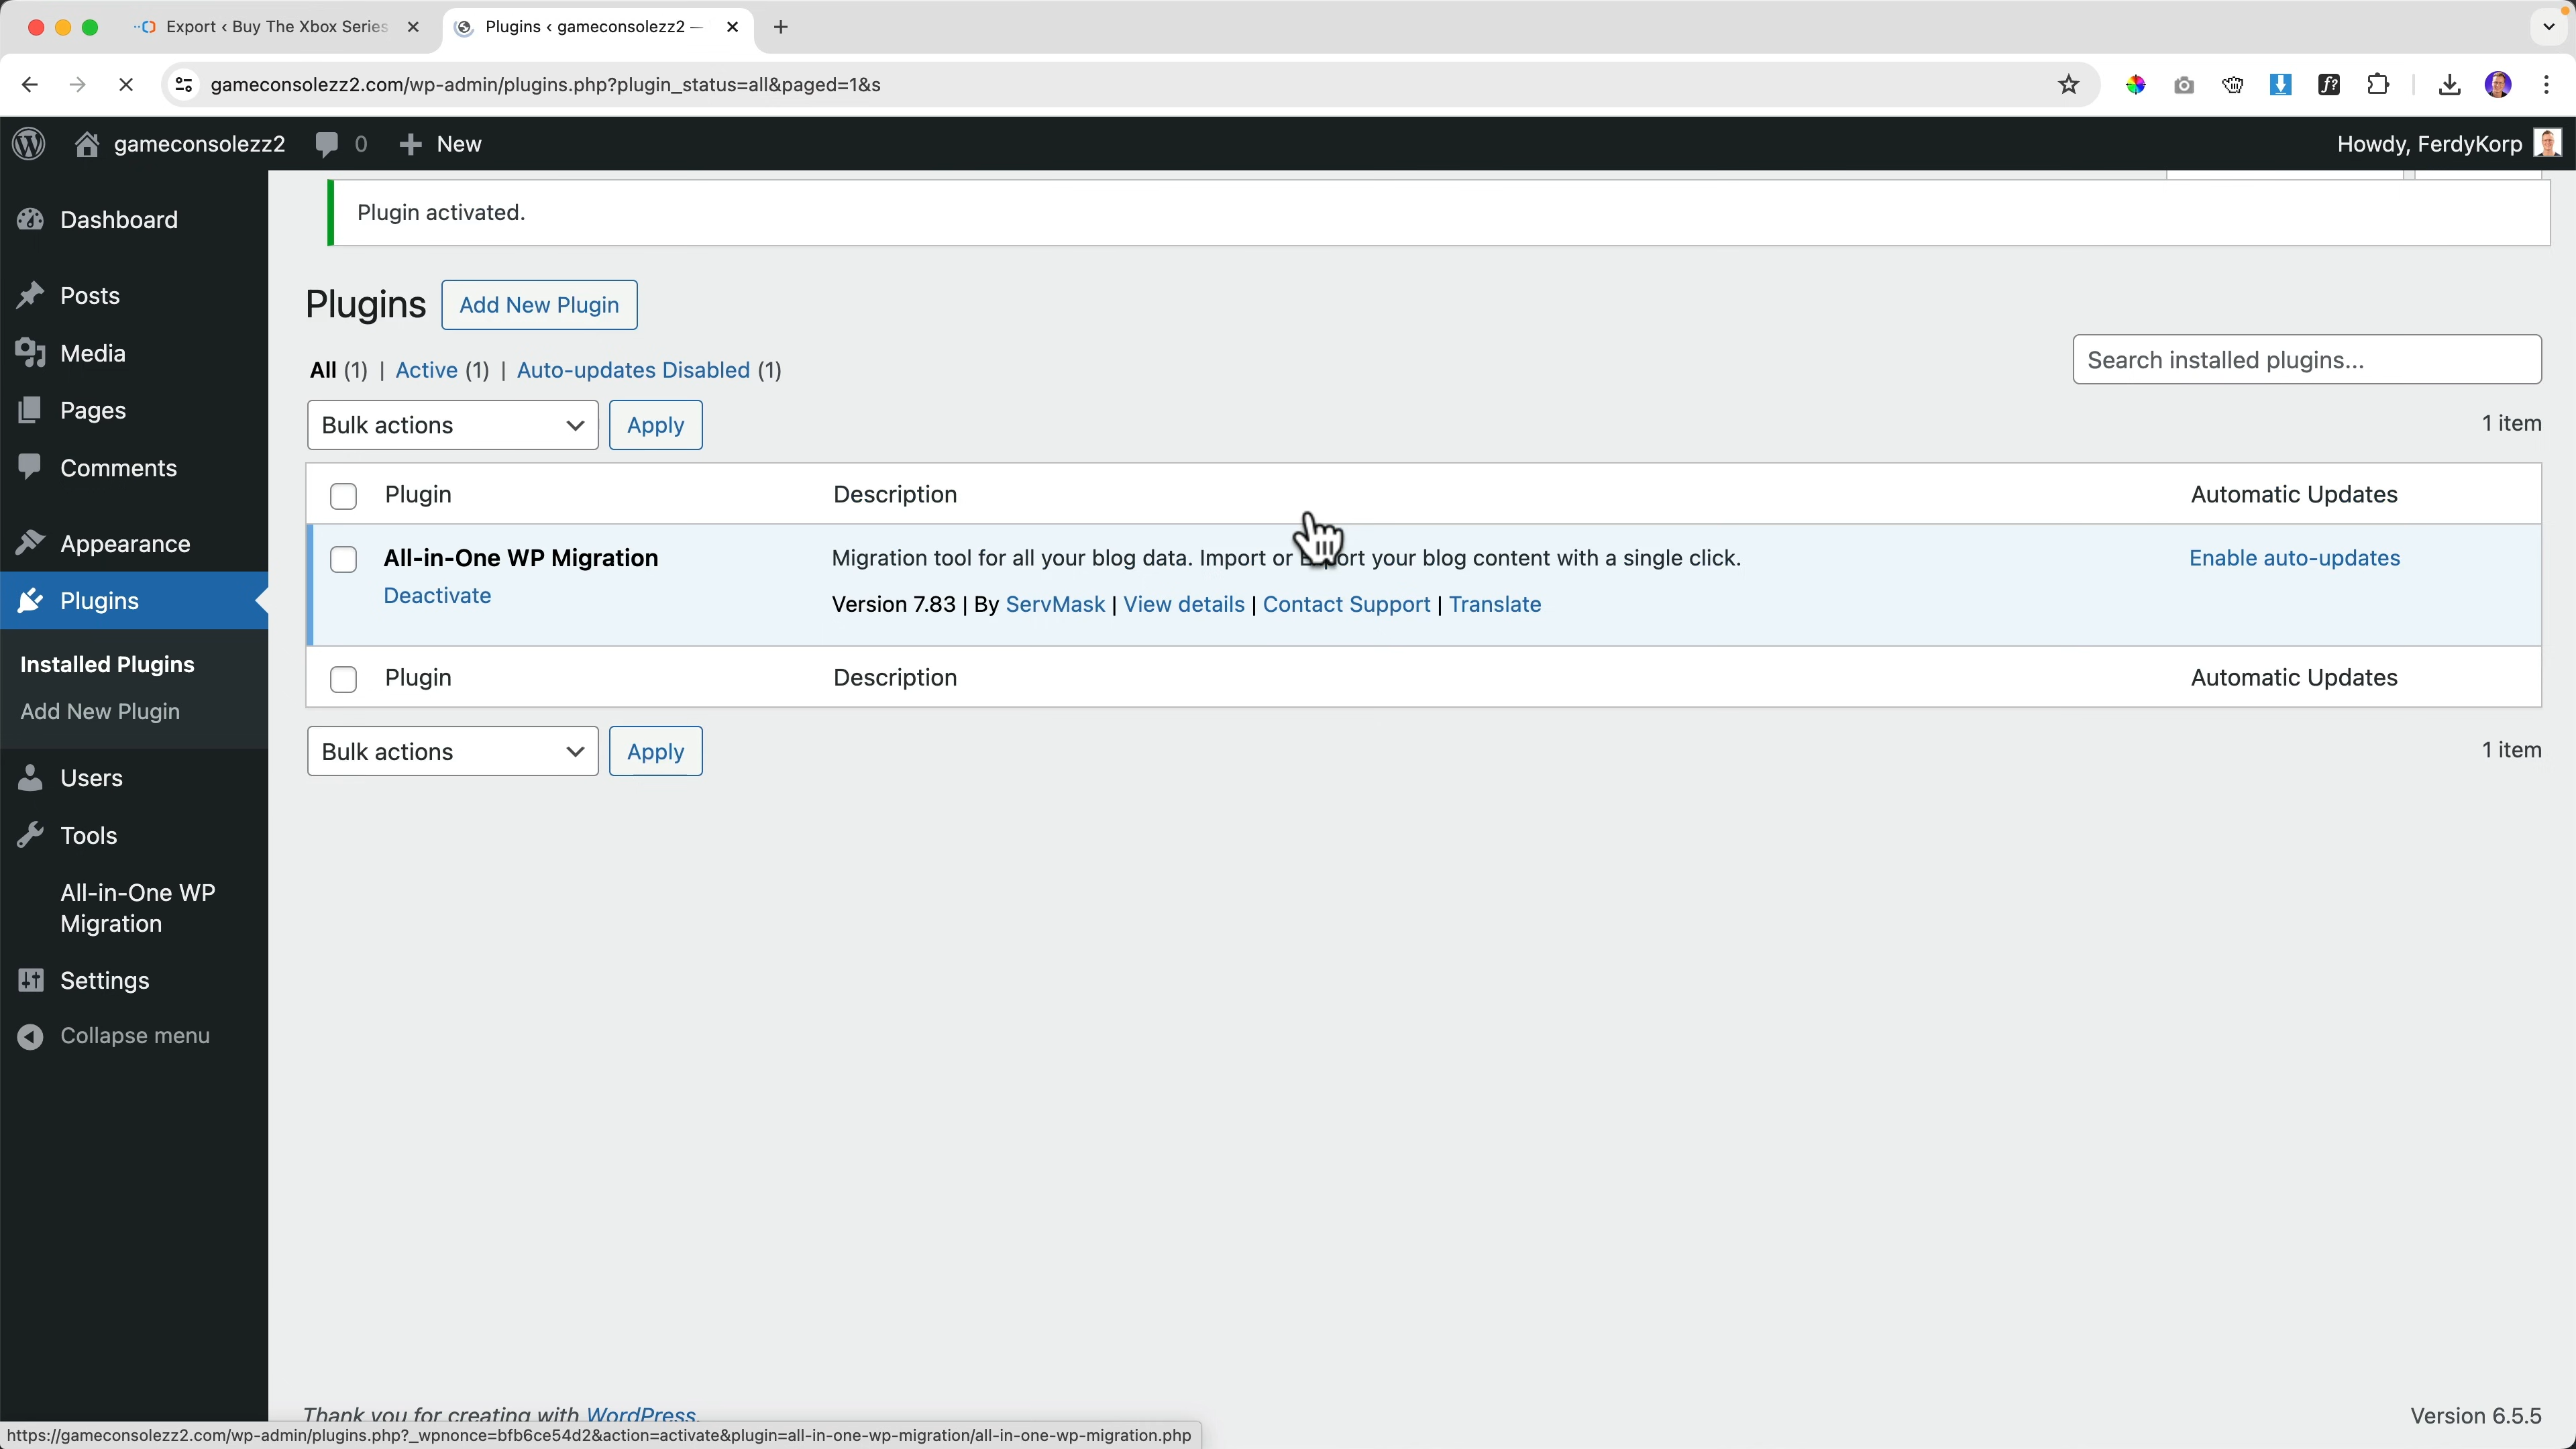 Export ‹ Buy The Xbox Series
Plugins ‹ gameconsolezz2 —
gameconsolezz2.com/wp-admin/plugins.php?plugin_status=all&paged=1&s
gameconsolezz2
0
New
Howdy, FerdyKorp
Dashboard
Posts
Media
Pages
Comments
Appearance
Plugins
Installed Plugins
Add New Plugin
Users
Tools
All-in-One WP
Migration
Settings
Collapse menu
Plugin activated.
Plugins
Add New Plugin
All (1) | Active (1) | Auto-updates Disabled (1)
Search installed plugins...
Bulk actions
Apply
1 item
Plugin
Description
Automatic Updates
All-in-One WP Migration
Deactivate
Migration tool for all your blog data. Import or Export your blog content with a single click.
Version 7.83 | By ServMask | View details | Contact Support | Translate
Enable auto-updates
Plugin
Description
Automatic Updates
Bulk actions
Apply
1 item
Thank you for creating with WordPress.
Version 6.5.5
https://gameconsolezz2.com/wp-admin/plugins.php?_wpnonce=bfb6ce54d2&action=activate&plugin=all-in-one-wp-migration/all-in-one-wp-migration.php